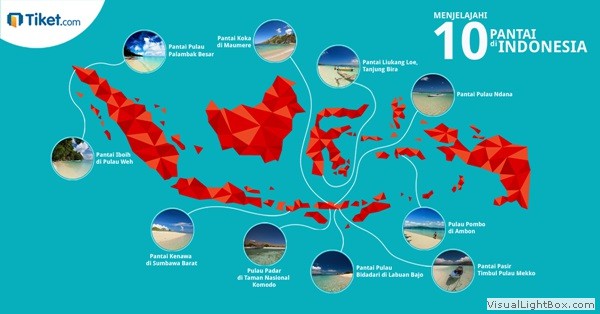 Tiket.com
MENJELAJAHI
10 PANTAI
di INDONESIA
Pantai Pulau
Palambak Besar
Pantai Koka
di Maumere
Pantai Liukang Loe,
Tanjung Bira
Pantai Pulau Ndana
Pantai Iboih
di Pulau Weh
Pantai Kenawa
di Sumbawa Barat
Pulau Padar
di Taman Nasional
Komodo
Pantai Pulau
Bidadari di Labuan Bajo
Pulau Pombo
di Ambon
Pantai Pasir
Timbul Pulau Mekko
VisualLightBox.com